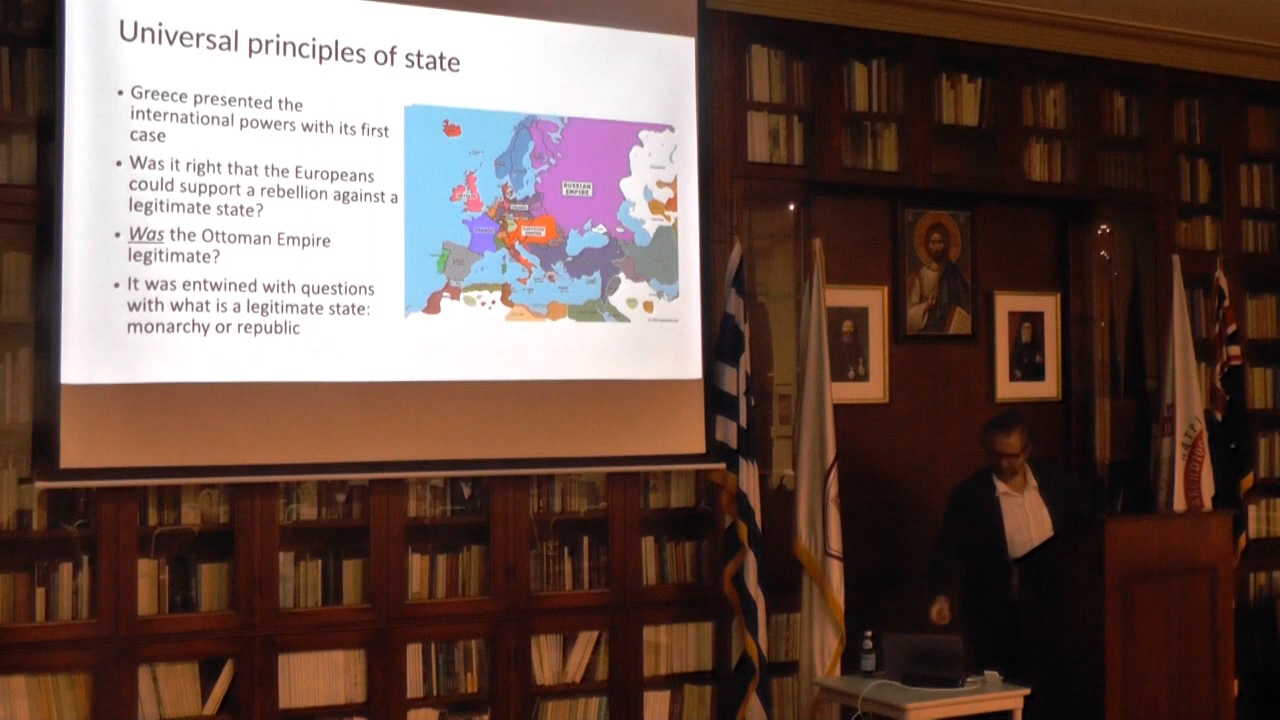 Universal principles of state
• Greece presented the
international powers with its first
case
• Was it right that the Europeans
could support a rebellion against a
legitimate state?
• Was the Ottoman Empire
legitimate?
• It was entwined with questions
with what is a legitimate state:
monarchy or republic
RUSSIAN
EMPIRE